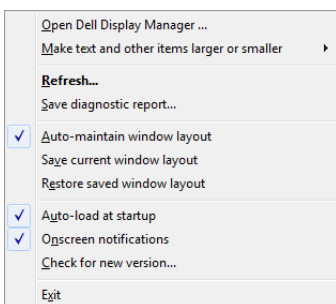 Open Dell Display Manager ...
Make text and other items larger or smaller
Refresh...
Save diagnostic report...
Auto-maintain window layout
Save current window layout
Restore saved window layout
Auto-load at startup
Onscreen notifications
Check for new version...
Exit